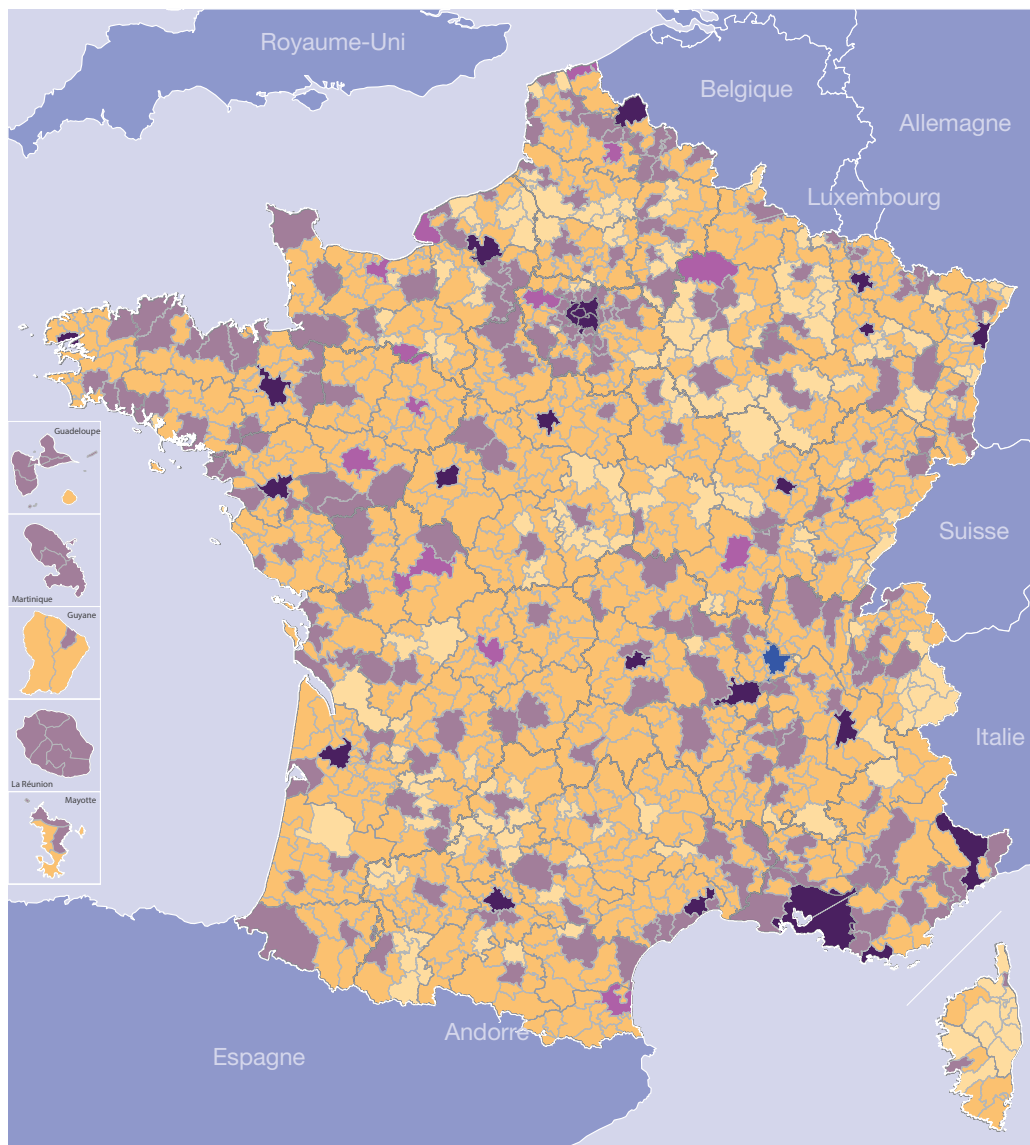 Royaume-Uni
Belgique
Allemagne
Luxembourg
Guadeloupe
Suisse
Martinique
Guyane
Italie
La Réunion
Mayotte
Andorre
Espagne